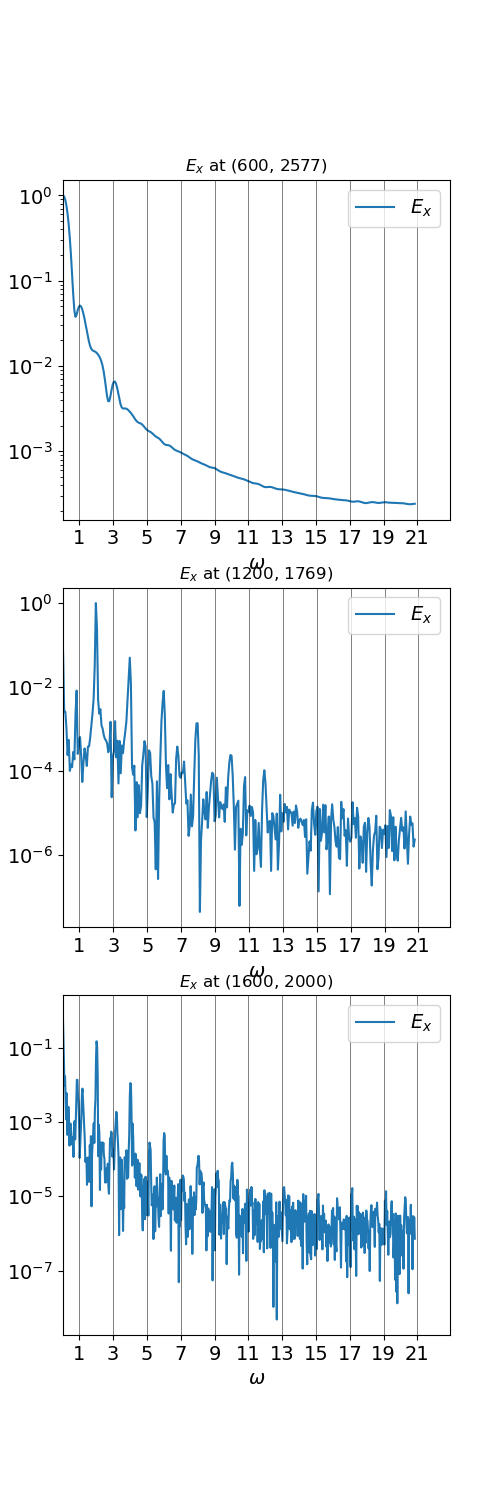 E_x at (600, 2577)
10^0
E_x
10^-1
10^-2
10^-3
1 3 5 7 9 11 13 15 17 19 21
ω
E_x at (1200, 1769)
10^0
E_x
10^-2
10^-4
10^-6
1 3 5 7 9 11 13 15 17 19 21
ω
E_x at (1600, 2000)
E_x
10^-1
10^-3
10^-5
10^-7
1 3 5 7 9 11 13 15 17 19 21
ω